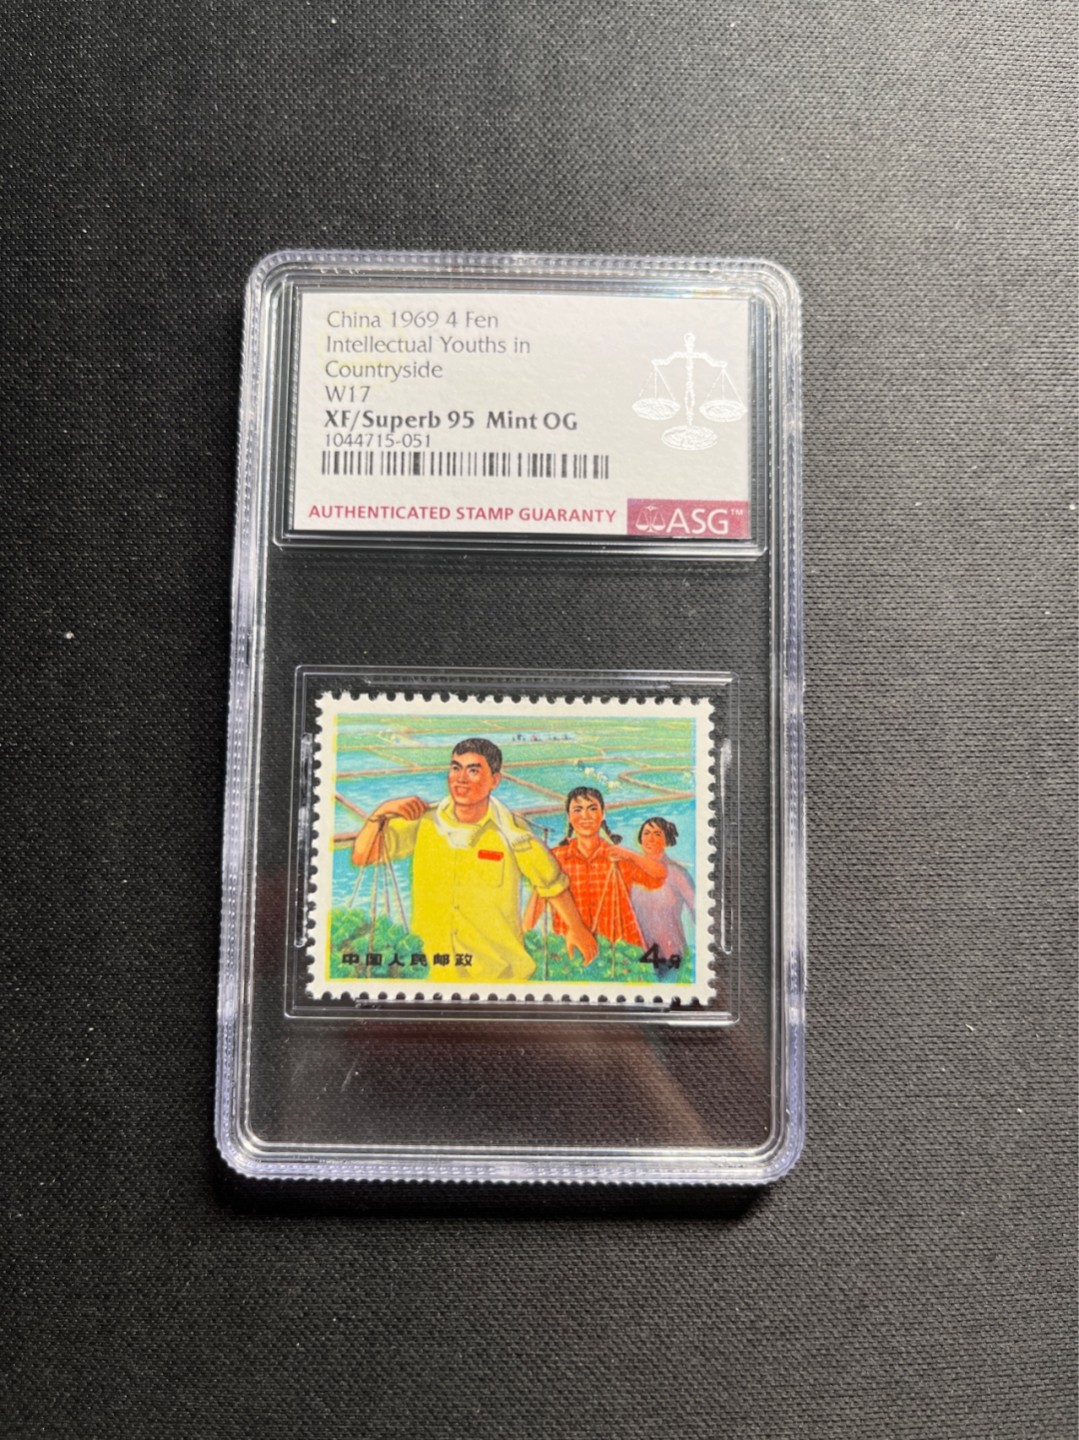 China 1969 4 Fen
Intellectual Youths in
Countryside
W17
XF/Superb 95 Mint OG
1044715-051
AUTHENTICATED STAMP GUARANTY
ASG™
中国人民邮政
4分